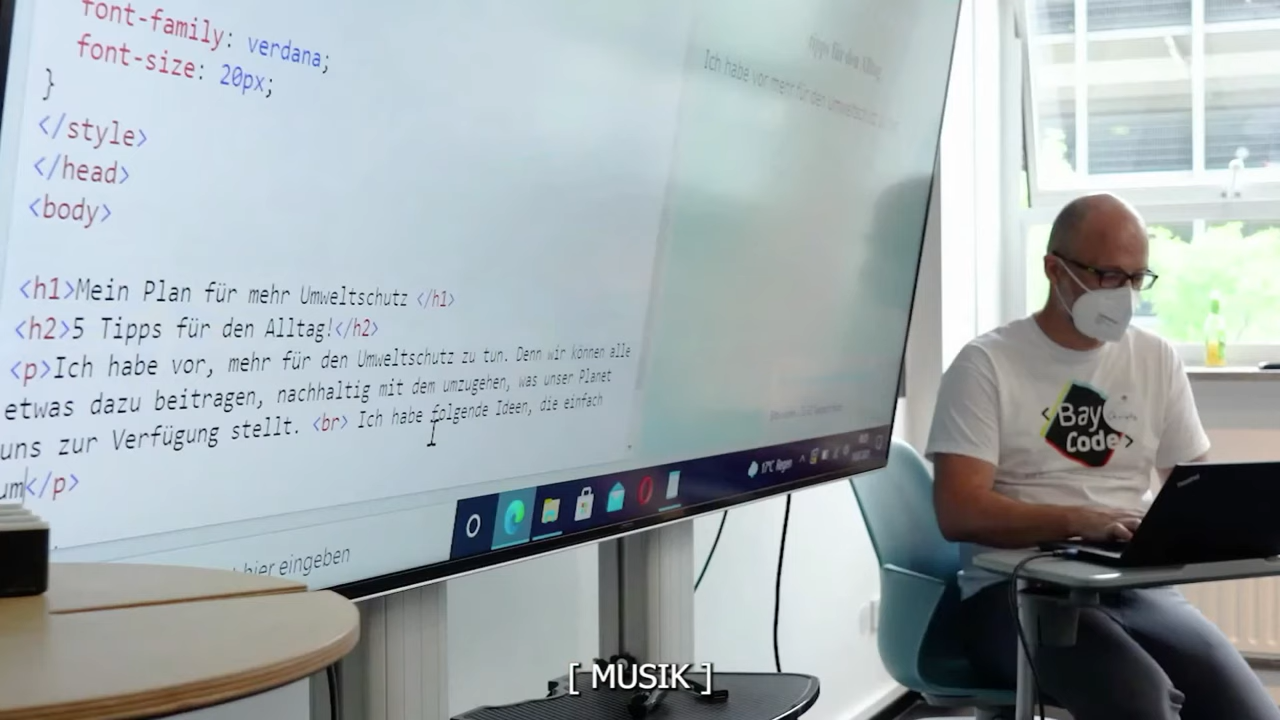 font-family: verdana;
font-size: 20px;
}
</style>
</head>
<body>
<h1>Mein Plan für mehr Umweltschutz </h1>
<h2>5 Tipps für den Alltag!</h2>
<p>Ich habe vor, mehr für den Umweltschutz zu tun. Denn wir können alle
etwas dazu beitragen, nachhaltig mit dem umzugehen, was unser Planet
uns zur Verfügung stellt. <br> Ich habe folgende Ideen, die einfach
um</p>
hier eingeben
Tipps für den Alltag
Ich habe vor mehr für den Umweltschutz
17°C Regen
<Bay
Code>
ThinkPad
[ MUSIK ]